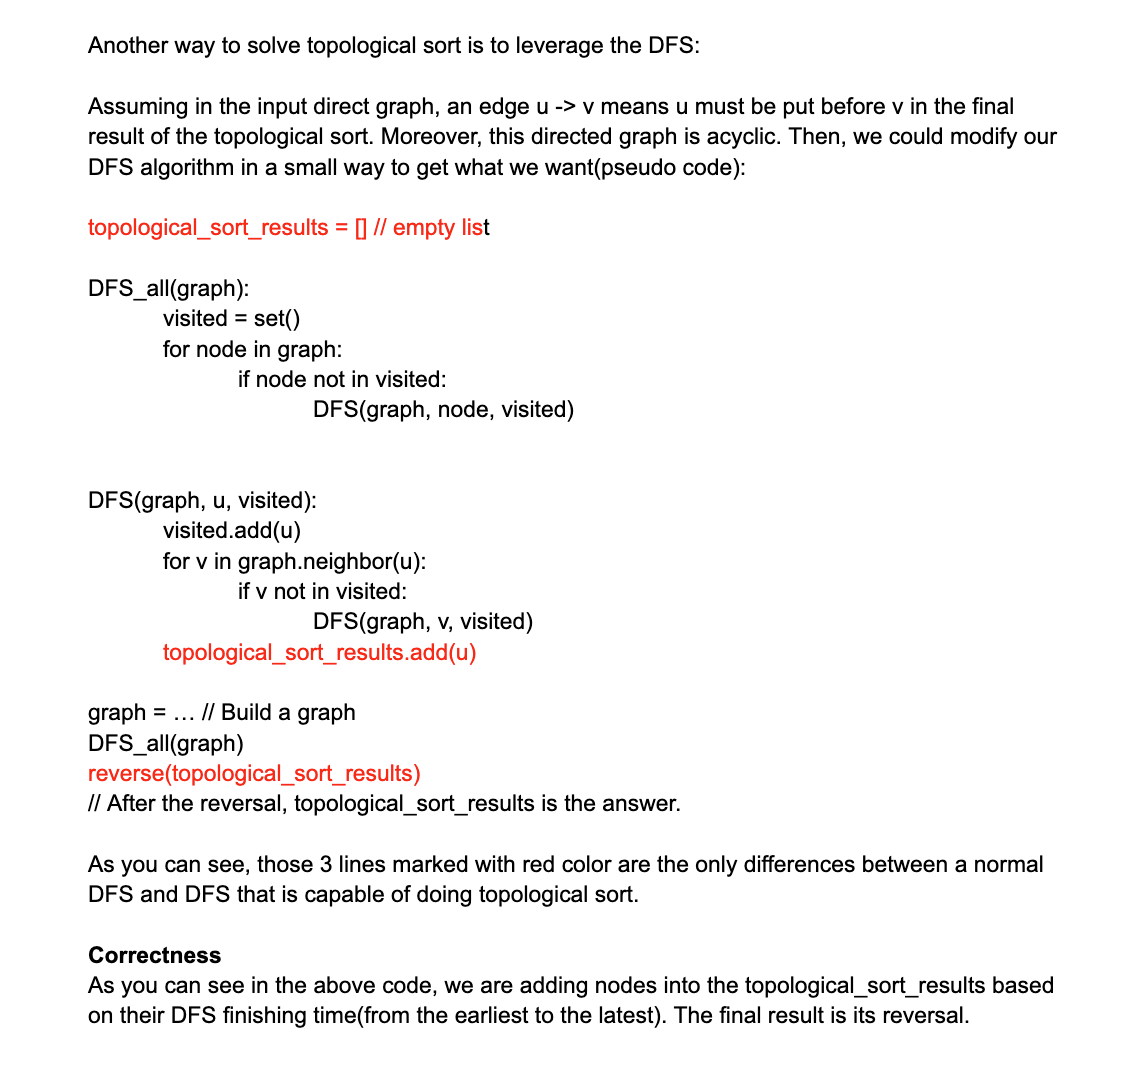 Another way to solve topological sort is to leverage the DFS:
Assuming in the input direct graph, an edge u -> v means u must be put before v in the final
result of the topological sort. Moreover, this directed graph is acyclic. Then, we could modify our
DFS algorithm in a small way to get what we want(pseudo code):
topological_sort_results = [] // empty list
DFS_all(graph):
visited = set()
for node in graph:
if node not in visited:
DFS(graph, node, visited)
DFS(graph, u, visited):
visited.add(u)
for v in graph.neighbor(u):
if v not in visited:
DFS(graph, v, visited)
topological_sort_results.add(u)
graph = … // Build a graph
DFS_all(graph)
reverse(topological_sort_results)
// After the reversal, topological_sort_results is the answer.
As you can see, those 3 lines marked with red color are the only differences between a normal
DFS and DFS that is capable of doing topological sort.
Correctness
As you can see in the above code, we are adding nodes into the topological_sort_results based
on their DFS finishing time(from the earliest to the latest). The final result is its reversal.